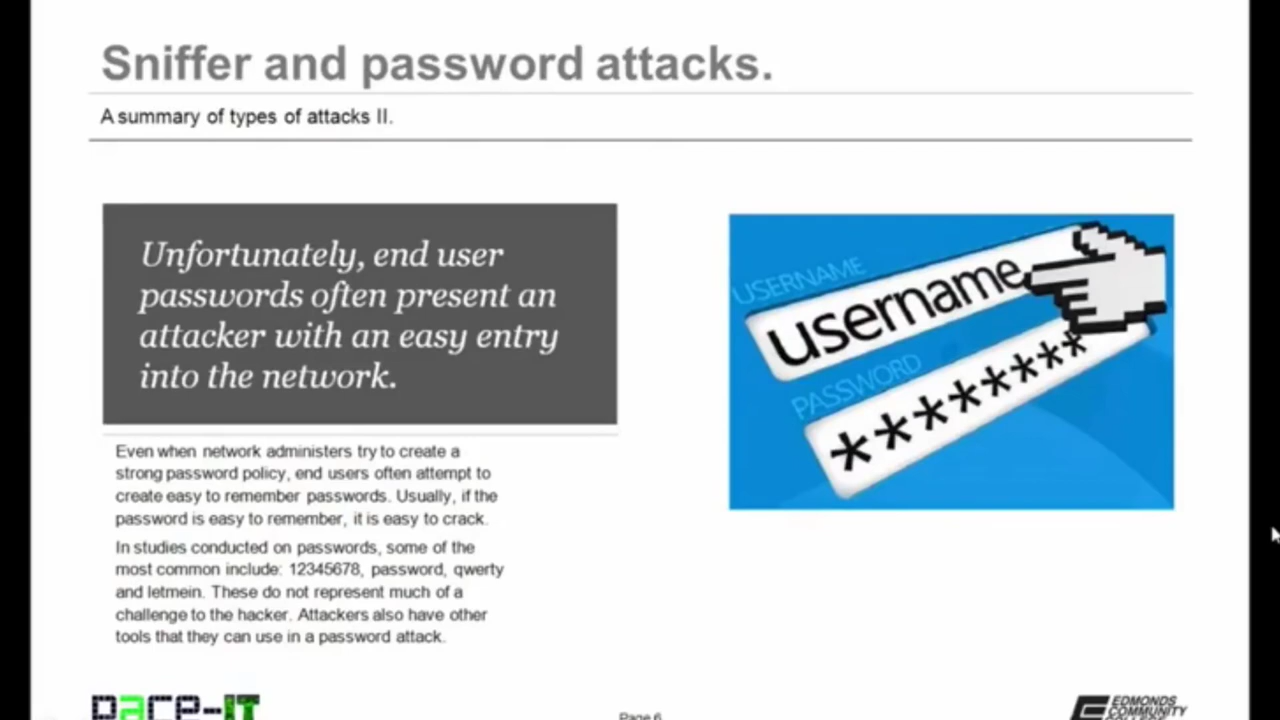 Sniffer and password attacks.
A summary of types of attacks II.
Unfortunately, end user
passwords often present an
attacker with an easy entry
into the network.
USERNAME
username
PASSWORD
********
Even when network administers try to create a
strong password policy, end users often attempt to
create easy to remember passwords. Usually, if the
password is easy to remember, it is easy to crack.
In studies conducted on passwords, some of the
most common include: 12345678, password, qwerty
and letmein. These do not represent much of a
challenge to the hacker. Attackers also have other
tools that they can use in a password attack.
pace-IT
Page 6
EDMONDS
COMMUNITY